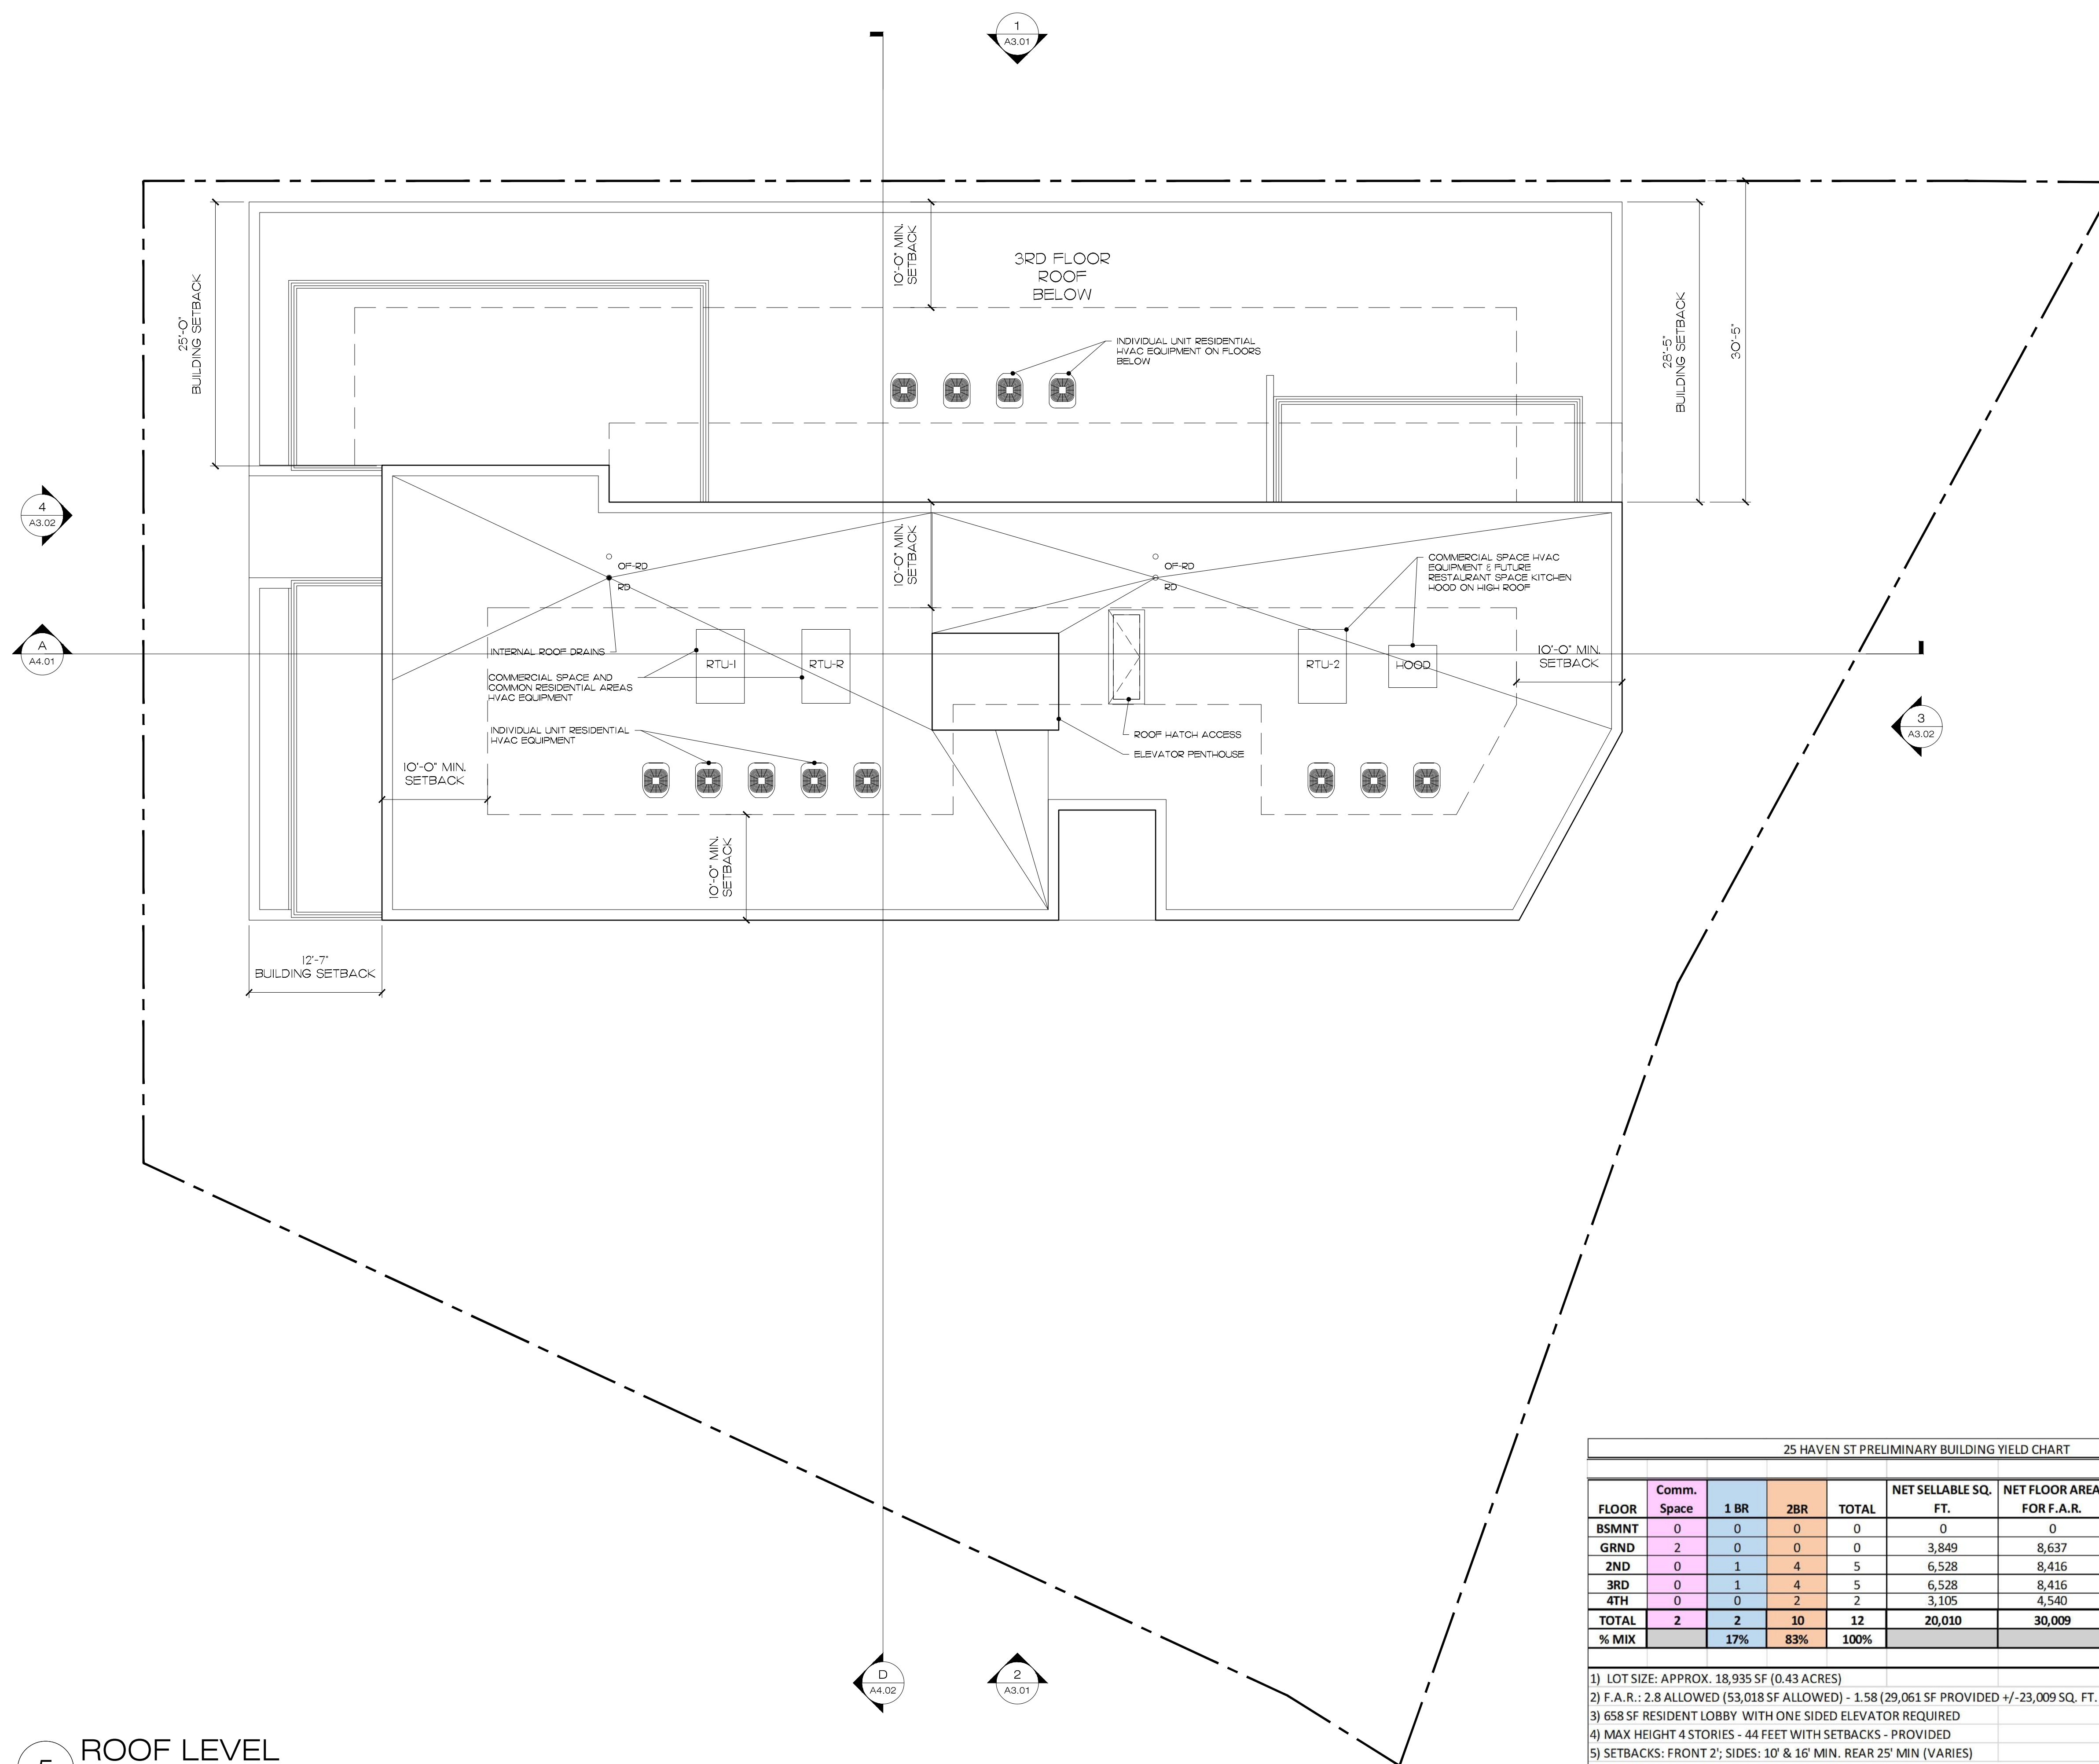 1
A3.01
10'-0" MIN.
SETBACK
3RD FLOOR
ROOF
BELOW
25'-0"
BUILDING SETBACK
28'-5"
BUILDING SETBACK
30'-5"
INDIVIDUAL UNIT RESIDENTIAL
HVAC EQUIPMENT ON FLOORS
BELOW
4
A3.02
10'-0" MIN.
SETBACK
OF-RD
RD
OF-RD
RD
COMMERCIAL SPACE HVAC
EQUIPMENT & FUTURE
RESTAURANT SPACE KITCHEN
HOOD ON HIGH ROOF
A
A4.01
INTERNAL ROOF DRAINS
RTU-1
RTU-R
RTU-2
HOOD
10'-0" MIN.
SETBACK
COMMERCIAL SPACE AND
COMMON RESIDENTIAL AREAS
HVAC EQUIPMENT
3
A3.02
INDIVIDUAL UNIT RESIDENTIAL
HVAC EQUIPMENT
ROOF HATCH ACCESS
ELEVATOR PENTHOUSE
10'-0" MIN.
SETBACK
10'-0" MIN.
SETBACK
12'-7"
BUILDING SETBACK
25 HAVEN ST PRELIMINARY BUILDING YIELD CHART
FLOOR Comm. Space 1 BR 2BR TOTAL NET SELLABLE SQ. FT. NET FLOOR AREA FOR F.A.R.
BSMNT 0 0 0 0 0 0
GRND 2 0 0 0 3,849 8,637
2ND 0 1 4 5 6,528 8,416
3RD 0 1 4 5 6,528 8,416
4TH 0 0 2 2 3,105 4,540
TOTAL 2 2 10 12 20,010 30,009
% MIX 17% 83% 100%
1) LOT SIZE: APPROX. 18,935 SF (0.43 ACRES)
2) F.A.R.: 2.8 ALLOWED (53,018 SF ALLOWED) - 1.58 (29,061 SF PROVIDED +/-23,009 SQ. FT.
3) 658 SF RESIDENT LOBBY WITH ONE SIDED ELEVATOR REQUIRED
4) MAX HEIGHT 4 STORIES - 44 FEET WITH SETBACKS - PROVIDED
5) SETBACKS: FRONT 2'; SIDES: 10' & 16' MIN. REAR 25' MIN (VARIES)
D
A4.02
2
A3.01
ROOF LEVEL